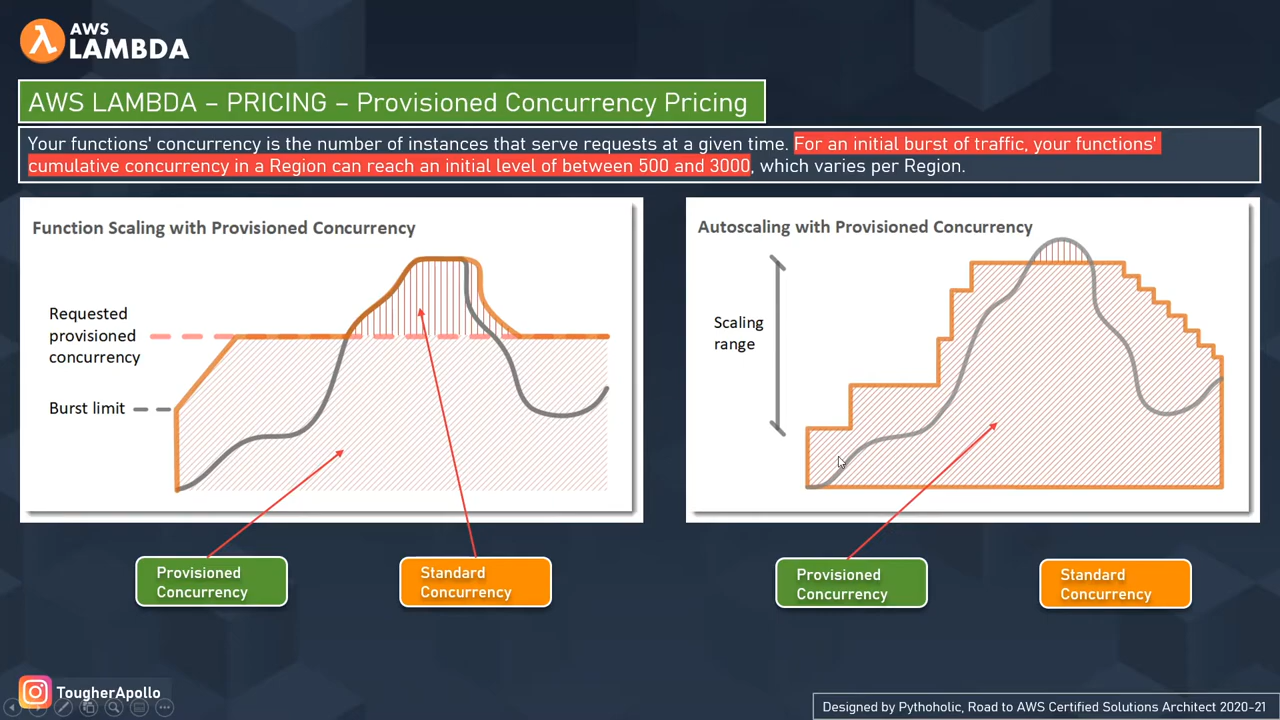 AWS
LAMBDA
AWS LAMBDA – PRICING – Provisioned Concurrency Pricing
Your functions' concurrency is the number of instances that serve requests at a given time. For an initial burst of traffic, your functions'
cumulative concurrency in a Region can reach an initial level of between 500 and 3000, which varies per Region.
Function Scaling with Provisioned Concurrency
Requested
provisioned
concurrency
Burst limit
Provisioned
Concurrency
Standard
Concurrency
Autoscaling with Provisioned Concurrency
Scaling
range
Provisioned
Concurrency
Standard
Concurrency
TougherApollo
Designed by Pythoholic, Road to AWS Certified Solutions Architect 2020-21